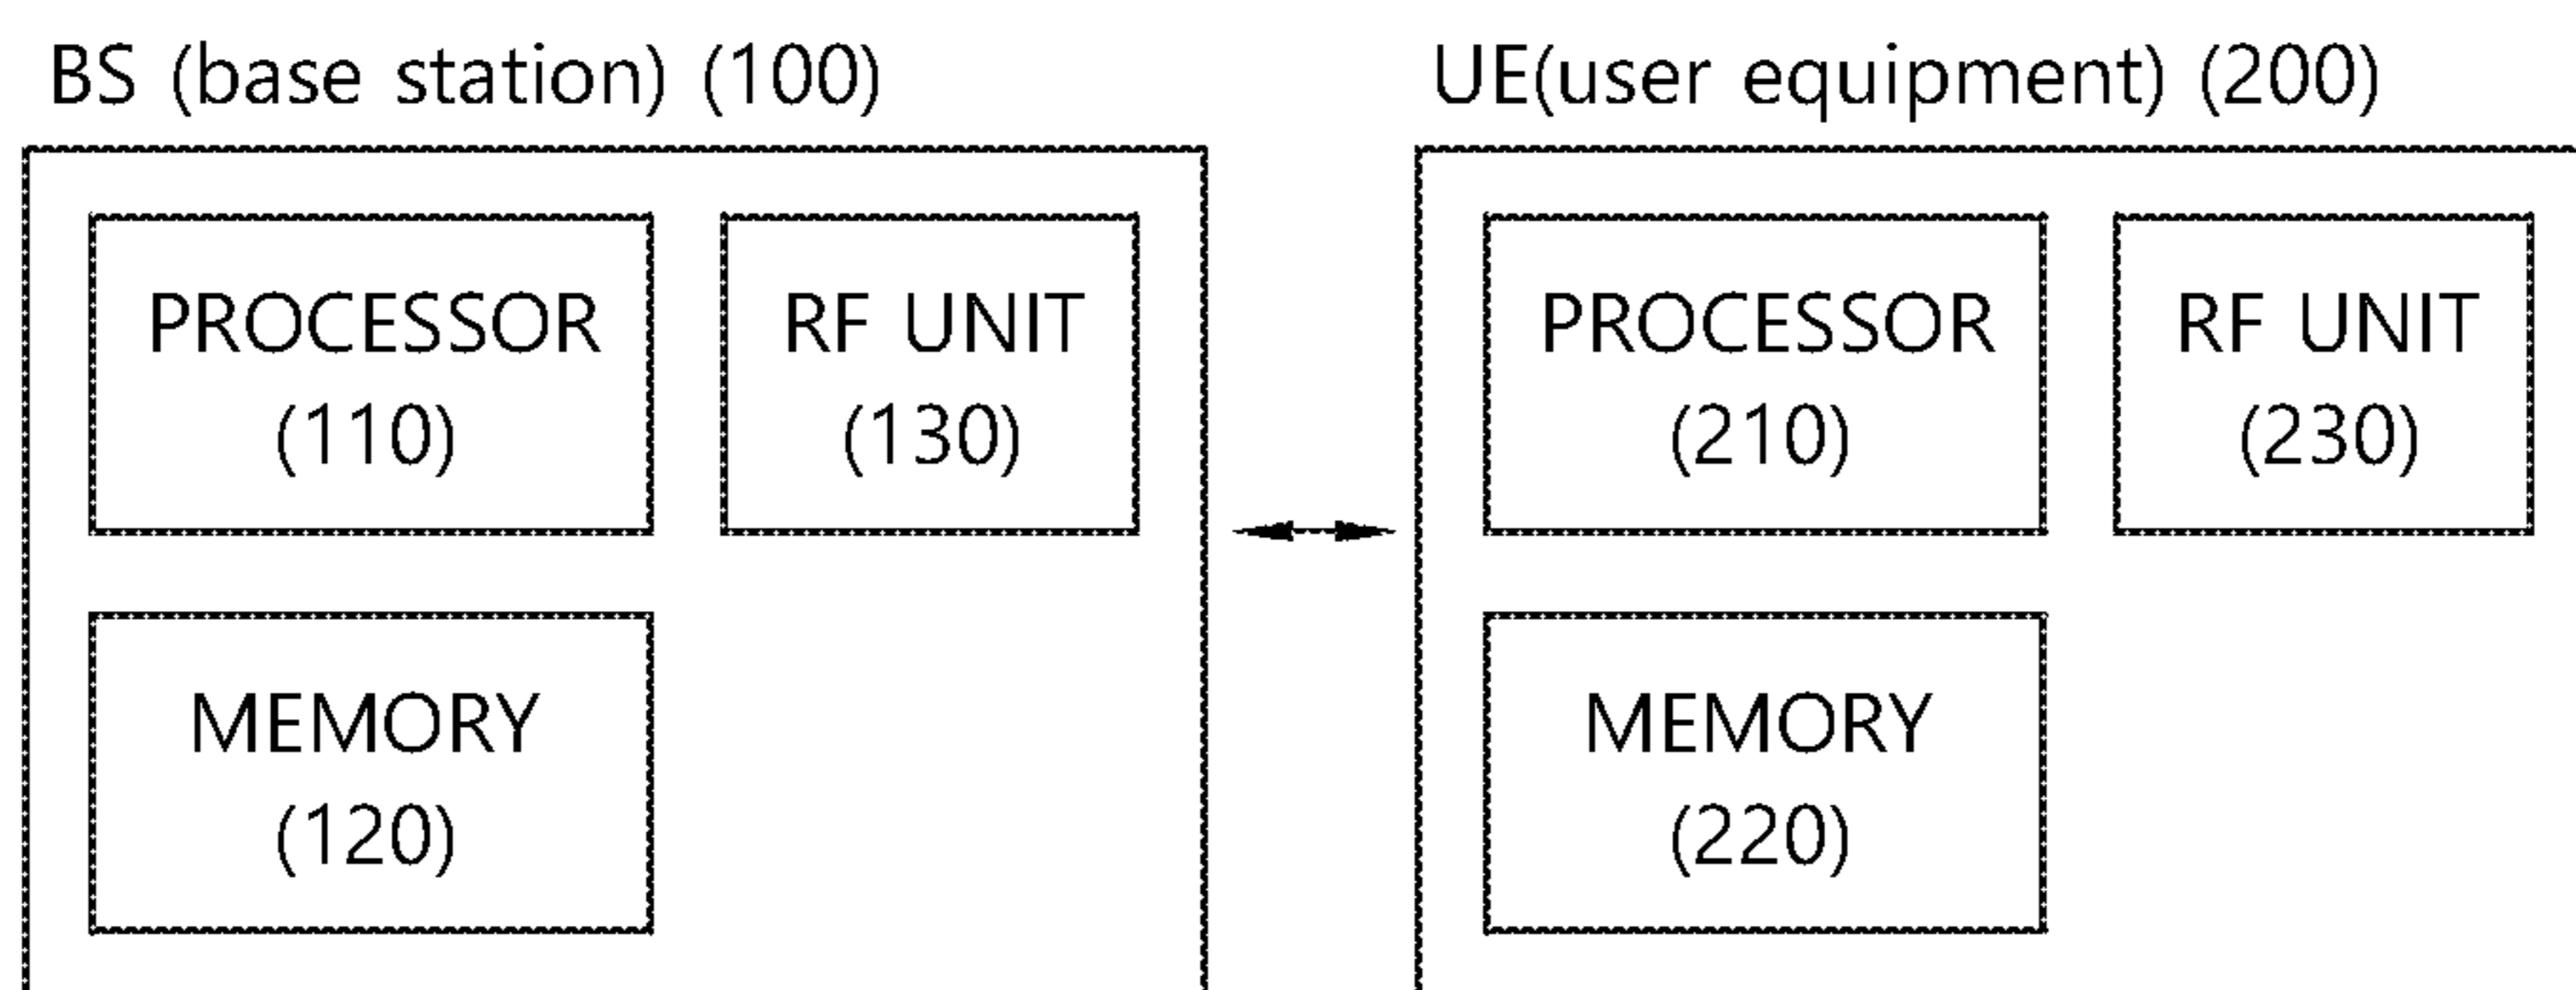 BS (base station) (100)
PROCESSOR
(110)
RF UNIT
(130)
MEMORY
(120)
UE(user equipment) (200)
PROCESSOR
(210)
RF UNIT
(230)
MEMORY
(220)